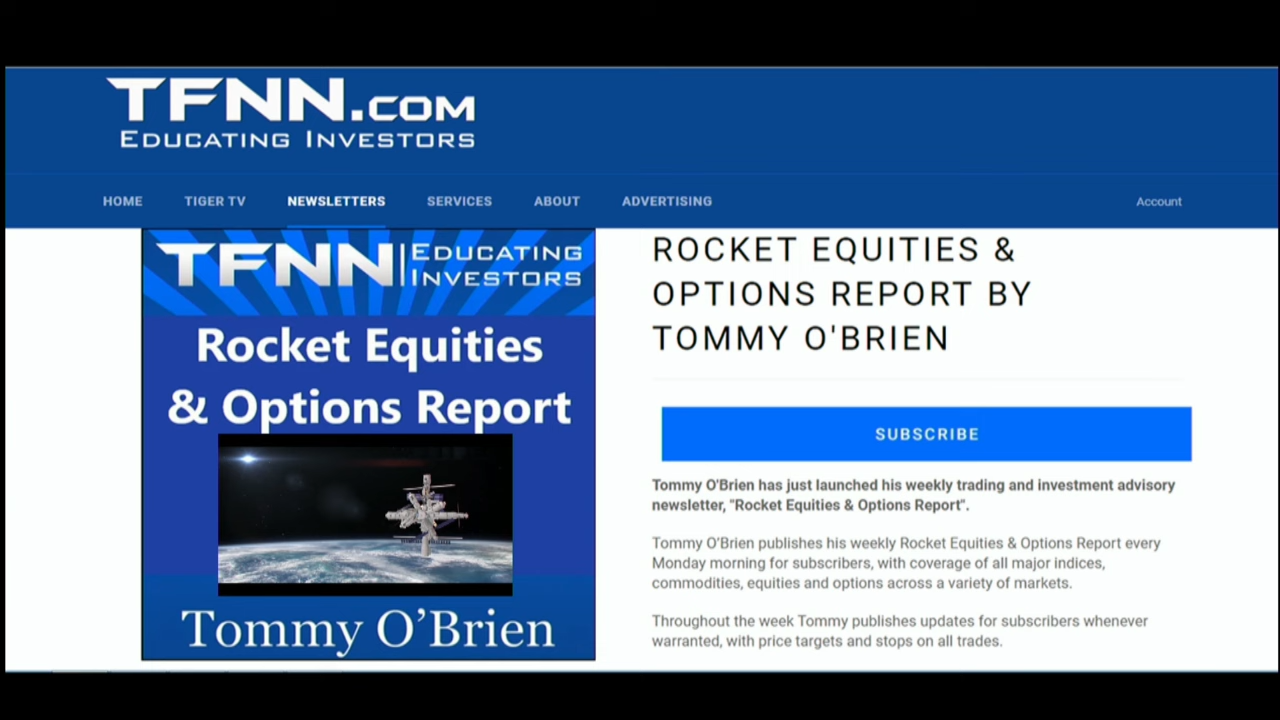 TFNN.COM
EDUCATING INVESTORS
HOME TIGER TV NEWSLETTERS SERVICES ABOUT ADVERTISING Account
TFNN EDUCATING
INVESTORS
Rocket Equities
& Options Report
Tommy O'Brien
ROCKET EQUITIES &
OPTIONS REPORT BY
TOMMY O'BRIEN
SUBSCRIBE
Tommy O'Brien has just launched his weekly trading and investment advisory
newsletter, "Rocket Equities & Options Report".
Tommy O'Brien publishes his weekly Rocket Equities & Options Report every
Monday morning for subscribers, with coverage of all major indices,
commodities, equities and options across a variety of markets.
Throughout the week Tommy publishes updates for subscribers whenever
warranted, with price targets and stops on all trades.